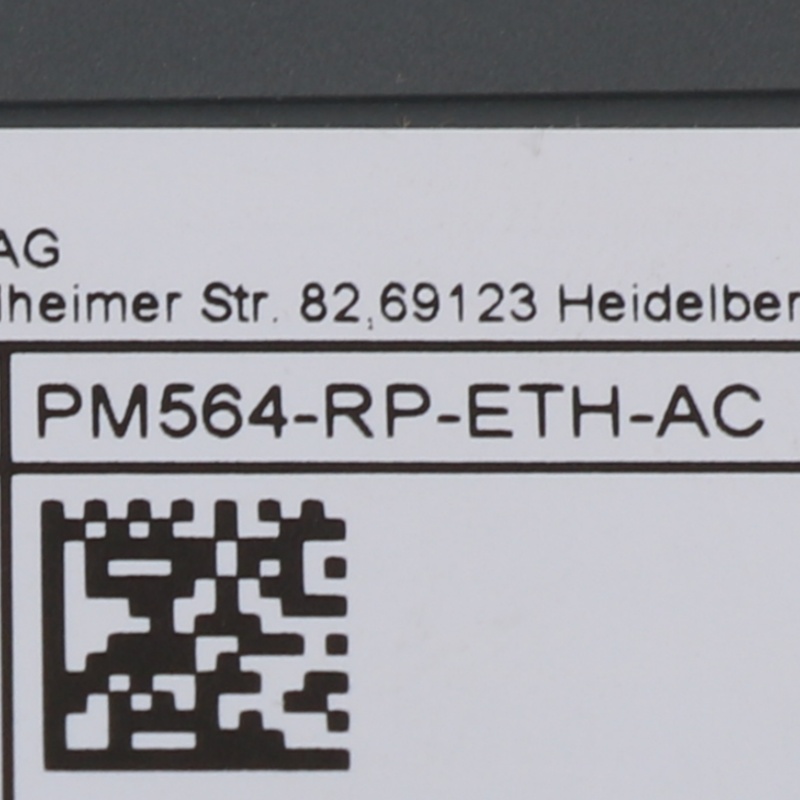 AG
lheimer Str. 82,69123 Heidelber
PM564-RP-ETH-AC